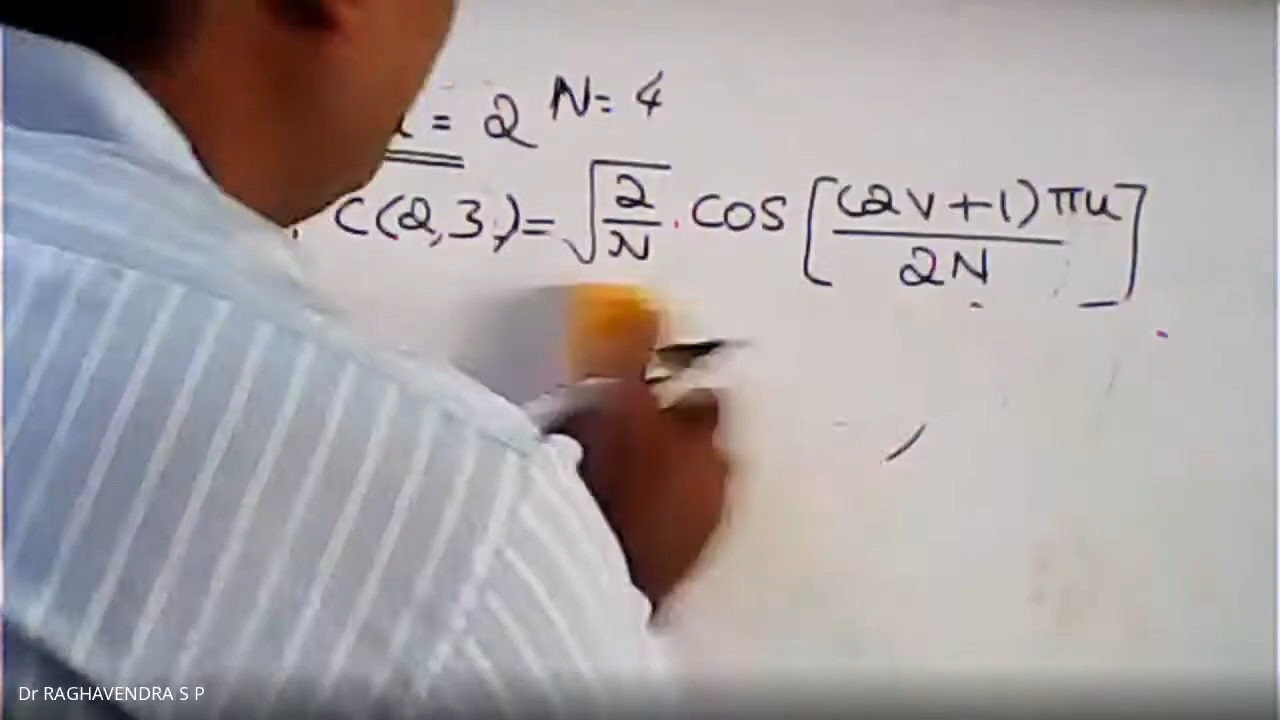 = 2 N= 4
C(2,3)= √(2/N) . COS [(2V+1)πu / 2N]
Dr RAGHAVENDRA S P